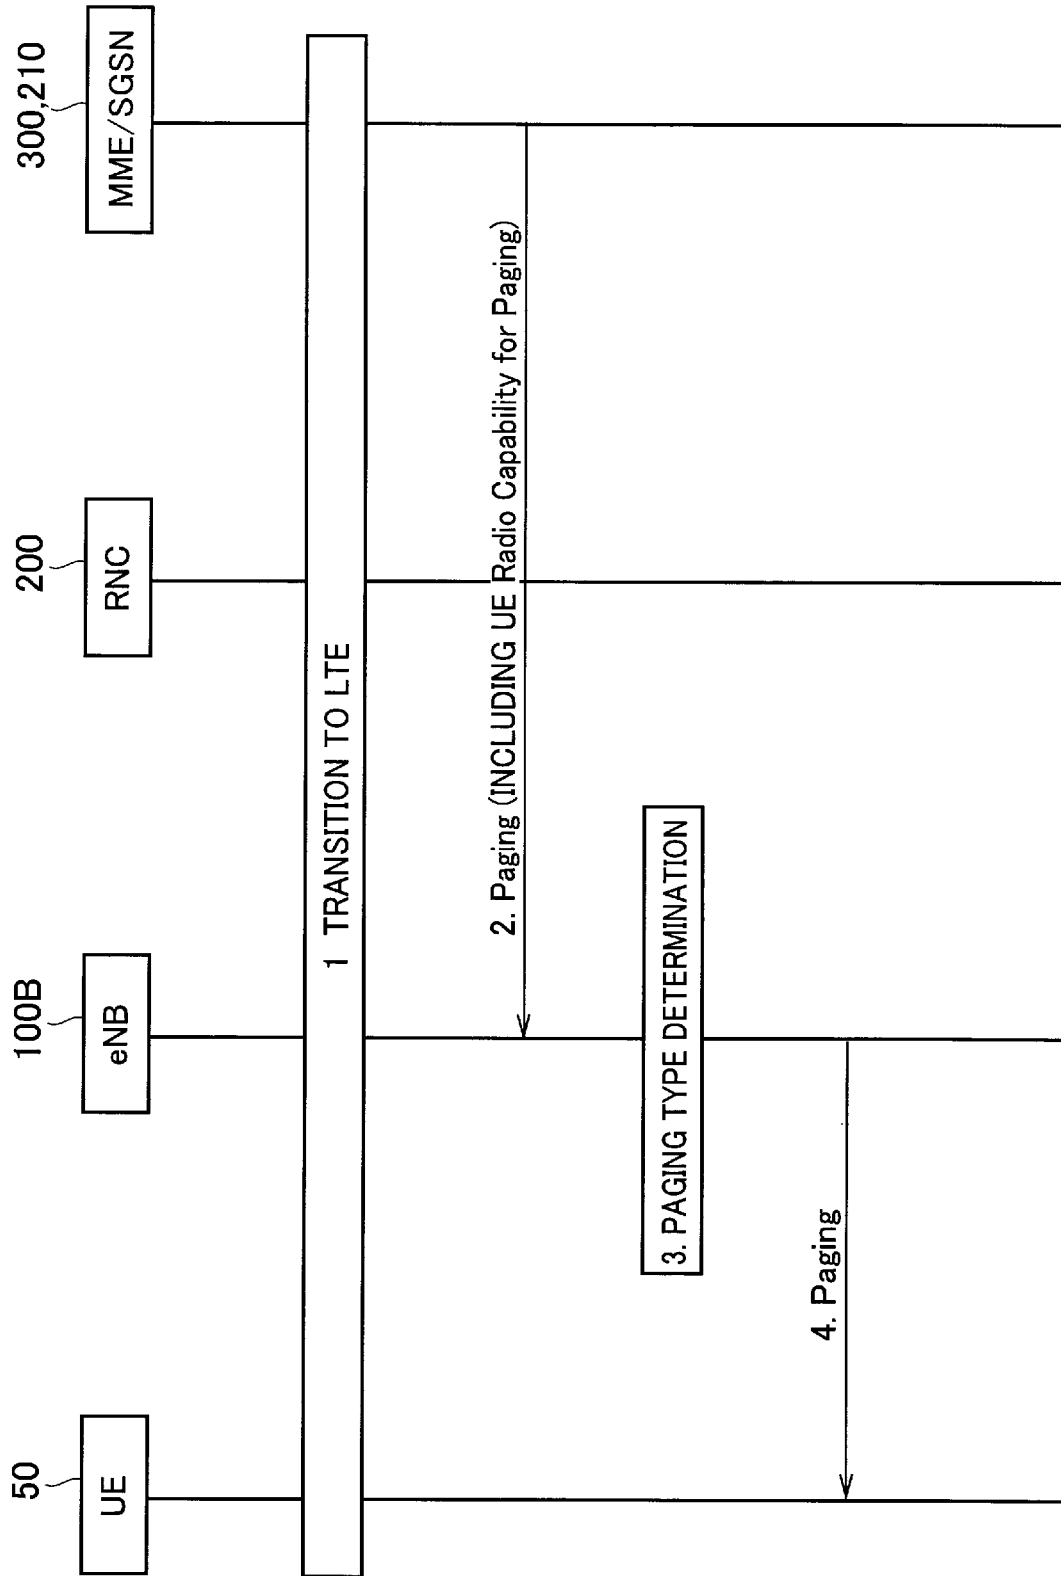 50
UE
100B
eNB
200
RNC
300,210
MME/SGSN
1 TRANSITION TO LTE
2. Paging (INCLUDING UE Radio Capability for Paging)
3. PAGING TYPE DETERMINATION
4. Paging